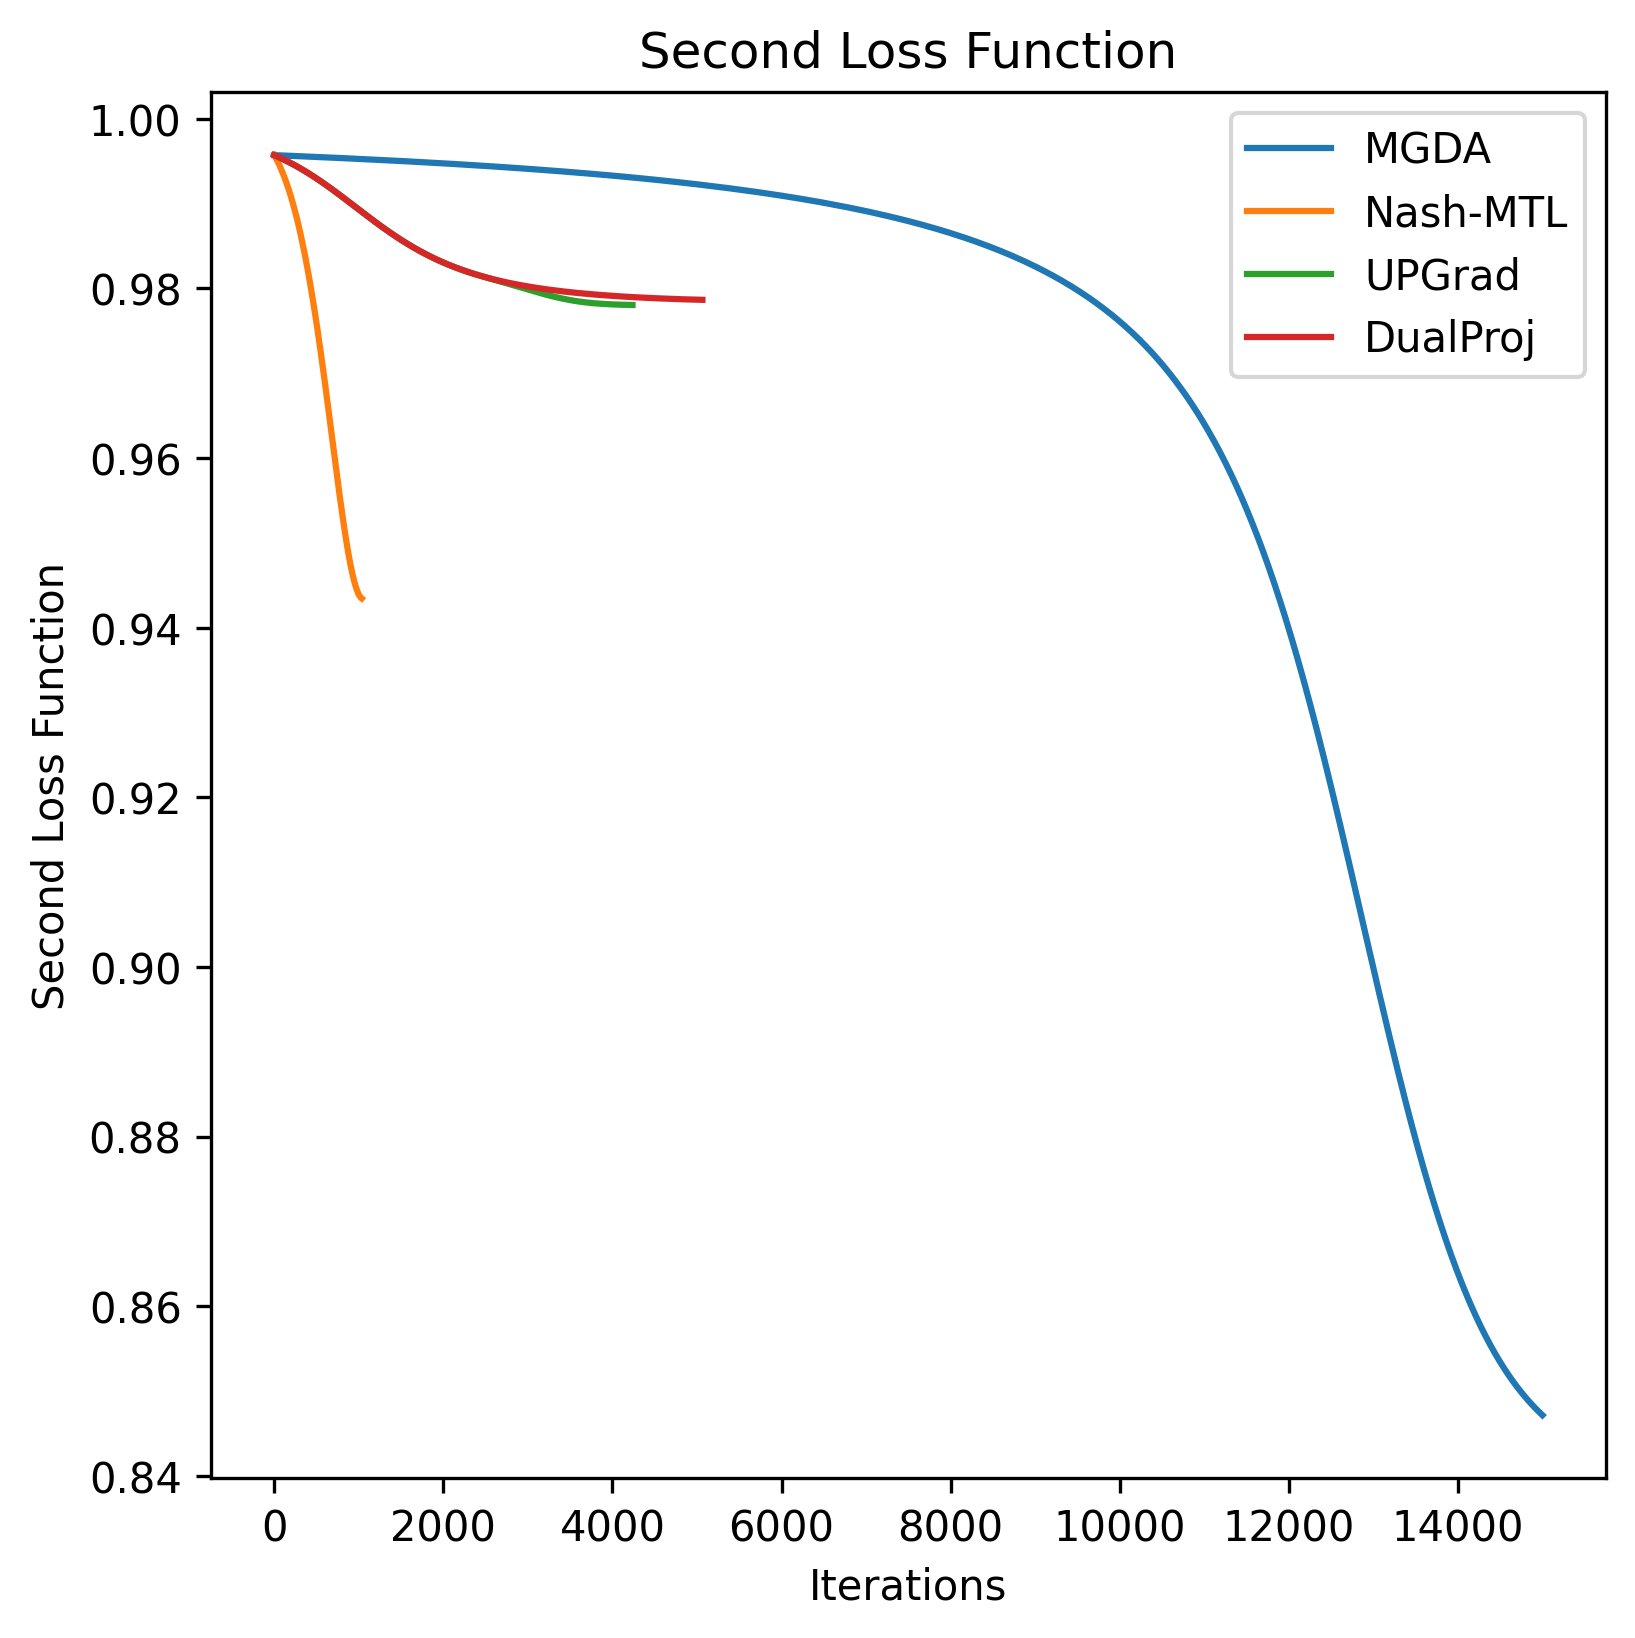 Second Loss Function
1.00
0.98
0.96
0.94
0.92
0.90
0.88
0.86
0.84
Second Loss Function
MGDA
Nash-MTL
UPGrad
DualProj
0 2000 4000 6000 8000 10000 12000 14000
Iterations